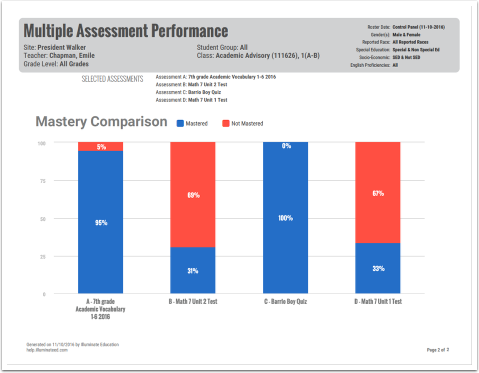 Multiple Assessment Performance
Site: President Walker
Teacher: Chapman, Emile
Grade Level: All Grades
Student Group: All
Class: Academic Advisory (111626), 1(A-B)
Roster Date: Control Panel (11-10-2016)
Gender(s): Male & Female
Reported Race: All Reported Races
Special Education: Special & Non Special Ed
Socio-Economic: SED & Not SED
English Proficiencies: All
SELECTED ASSESSMENTS
Assessment A: 7th grade Academic Vocabulary 1-6 2016
Assessment B: Math 7 Unit 2 Test
Assessment C: Barrio Boy Quiz
Assessment D: Math 7 Unit 1 Test
Mastery Comparison
Mastered
Not Mastered
100
75
50
25
0
5%
95%
69%
31%
0%
100%
67%
33%
A - 7th grade
Academic Vocabulary
1-6 2016
B - Math 7 Unit 2 Test
C - Barrio Boy Quiz
D - Math 7 Unit 1 Test
Generated on 11/10/2016 by Illuminate Education
help.illuminateed.com
Page 2 of 2